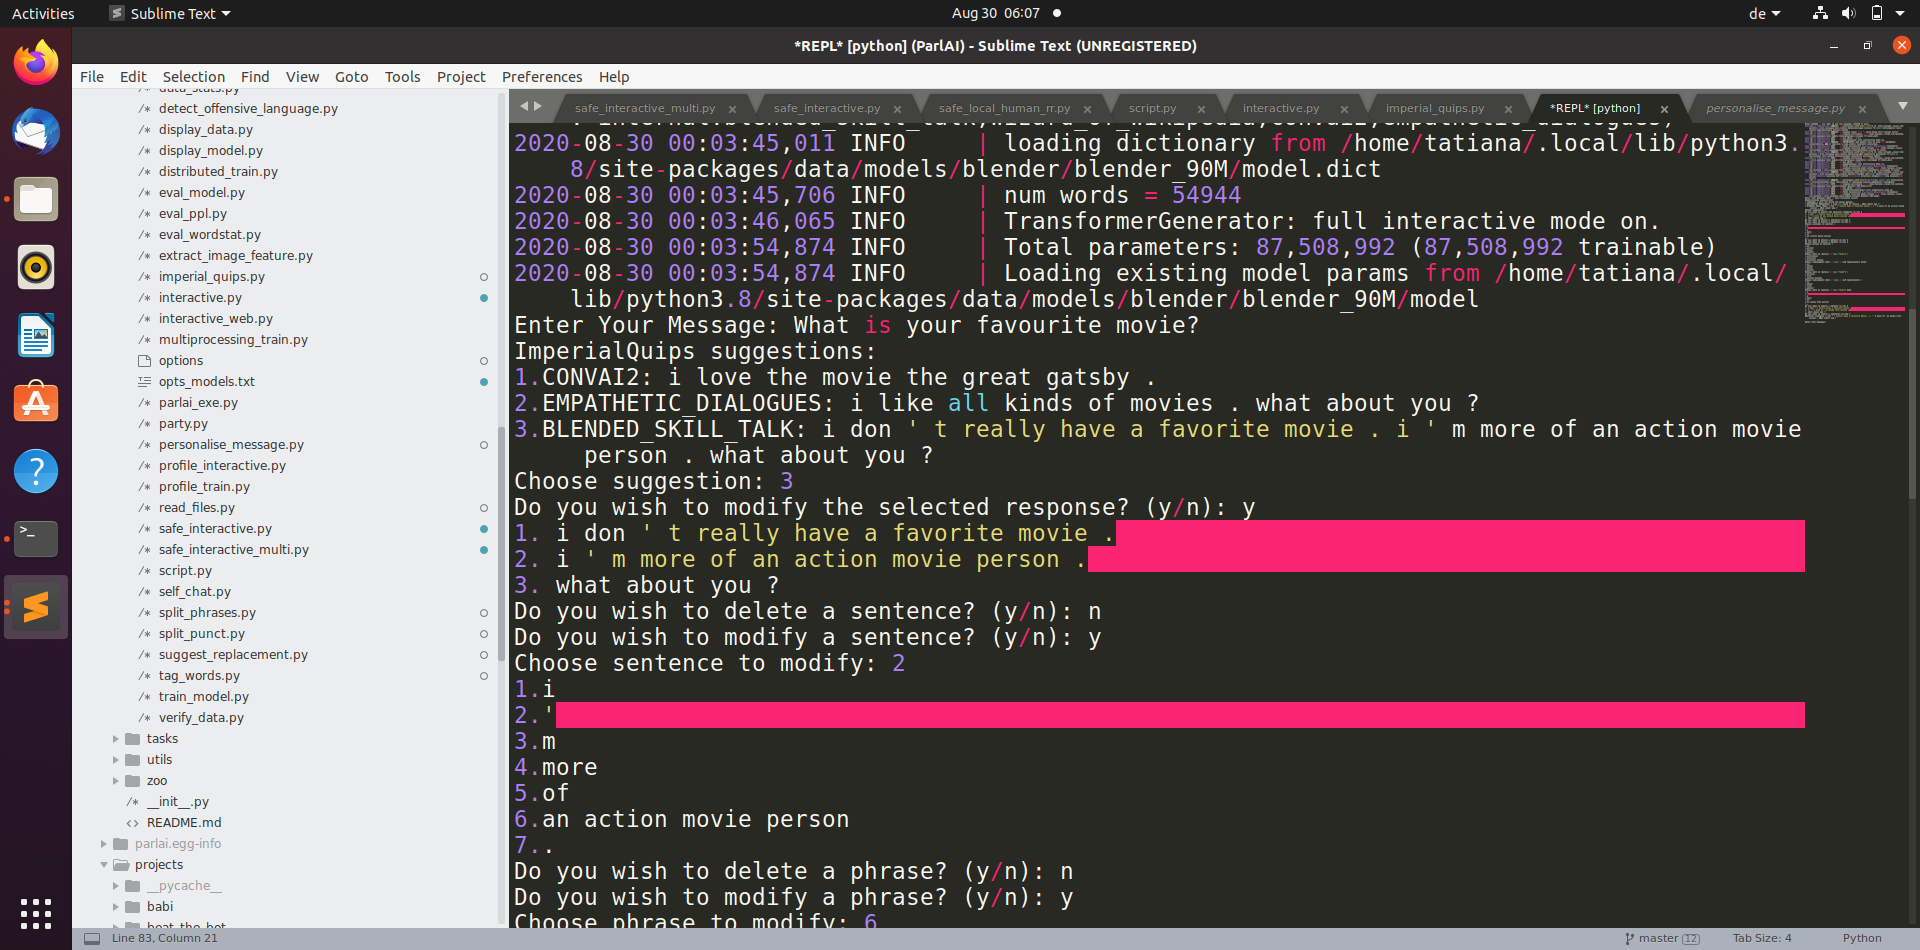 Activities Sublime Text Aug 30 06:07 de
*REPL* [python] (ParlAI) - Sublime Text (UNREGISTERED)
File Edit Selection Find View Goto Tools Project Preferences Help
data_stats.py
detect_offensive_language.py
display_data.py
display_model.py
distributed_train.py
eval_model.py
eval_ppl.py
eval_wordstat.py
extract_image_feature.py
imperial_quips.py
interactive.py
interactive_web.py
multiprocessing_train.py
options
opts_models.txt
parlai_exe.py
party.py
personalise_message.py
profile_interactive.py
profile_train.py
read_files.py
safe_interactive.py
safe_interactive_multi.py
script.py
self_chat.py
split_phrases.py
split_punct.py
suggest_replacement.py
tag_words.py
train_model.py
verify_data.py
tasks
utils
zoo
__init__.py
README.md
parlai.egg-info
projects
__pycache__
babi
beat_the_bot
safe_interactive_multi.py safe_interactive.py safe_local_human_rr.py script.py interactive.py imperial_quips.py *REPL* [python] personalise_message.py
2020-08-30 00:03:45,011 INFO | loading dictionary from /home/tatiana/.local/lib/python3.
8/site-packages/data/models/blender/blender_90M/model.dict
2020-08-30 00:03:45,706 INFO | num words = 54944
2020-08-30 00:03:46,065 INFO | TransformerGenerator: full interactive mode on.
2020-08-30 00:03:54,874 INFO | Total parameters: 87,508,992 (87,508,992 trainable)
2020-08-30 00:03:54,874 INFO | Loading existing model params from /home/tatiana/.local/
lib/python3.8/site-packages/data/models/blender/blender_90M/model
Enter Your Message: What is your favourite movie?
ImperialQuips suggestions:
1.CONVAI2: i love the movie the great gatsby .
2.EMPATHETIC_DIALOGUES: i like all kinds of movies . what about you ?
3.BLENDED_SKILL_TALK: i don ' t really have a favorite movie . i ' m more of an action movie
person . what about you ?
Choose suggestion: 3
Do you wish to modify the selected response? (y/n): y
1. i don ' t really have a favorite movie .
2. i ' m more of an action movie person .
3. what about you ?
Do you wish to delete a sentence? (y/n): n
Do you wish to modify a sentence? (y/n): y
Choose sentence to modify: 2
1.i
2.'
3.m
4.more
5.of
6.an action movie person
7..
Do you wish to delete a phrase? (y/n): n
Do you wish to modify a phrase? (y/n): y
Choose phrase to modify: 6
Line 83, Column 21 master 12 Tab Size: 4 Python